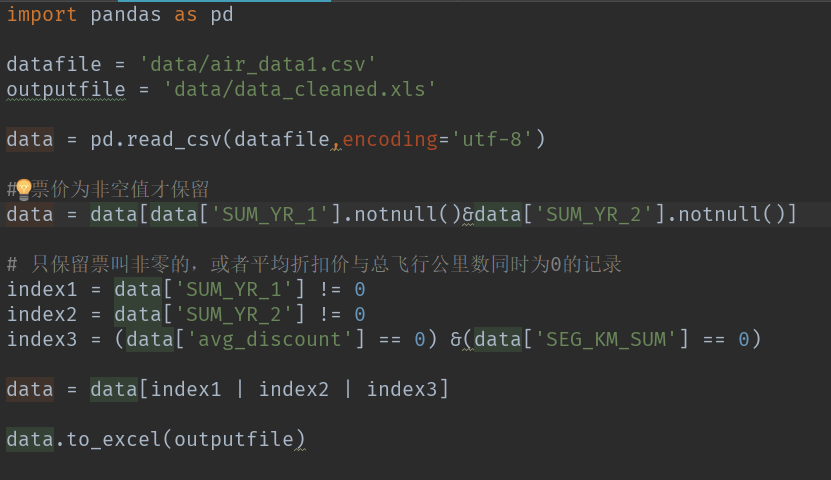 import pandas as pd
datafile = 'data/air_data1.csv'
outputfile = 'data/data_cleaned.xls'
data = pd.read_csv(datafile,encoding='utf-8')
# 票价为非空值才保留
data = data[data['SUM_YR_1'].notnull()&data['SUM_YR_2'].notnull()]
# 只保留票叫非零的，或者平均折扣价与总飞行公里数同时为0的记录
index1 = data['SUM_YR_1'] != 0
index2 = data['SUM_YR_2'] != 0
index3 = (data['avg_discount'] == 0) &(data['SEG_KM_SUM'] == 0)
data = data[index1 | index2 | index3]
data.to_excel(outputfile)